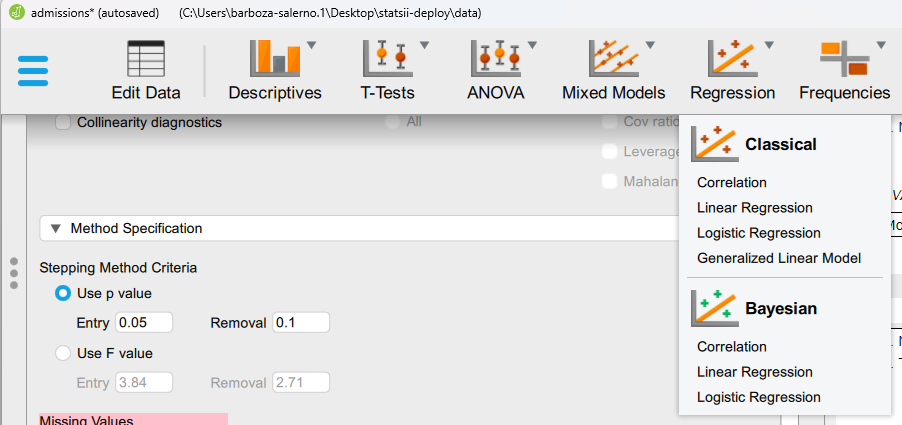 admissions* (autosaved) (C:\Users\barboza-salerno.1\Desktop\statsii-deploy\data)
Edit Data
Descriptives
T-Tests
ANOVA
Mixed Models
Regression
Frequencies
Collinearity diagnostics
All
Cov ratio
Leverage
Mahalan
Method Specification
Stepping Method Criteria
Use p value
Entry 0.05 Removal 0.1
Use F value
Entry 3.84 Removal 2.71
Missing Values
Classical
Correlation
Linear Regression
Logistic Regression
Generalized Linear Model
Bayesian
Correlation
Linear Regression
Logistic Regression